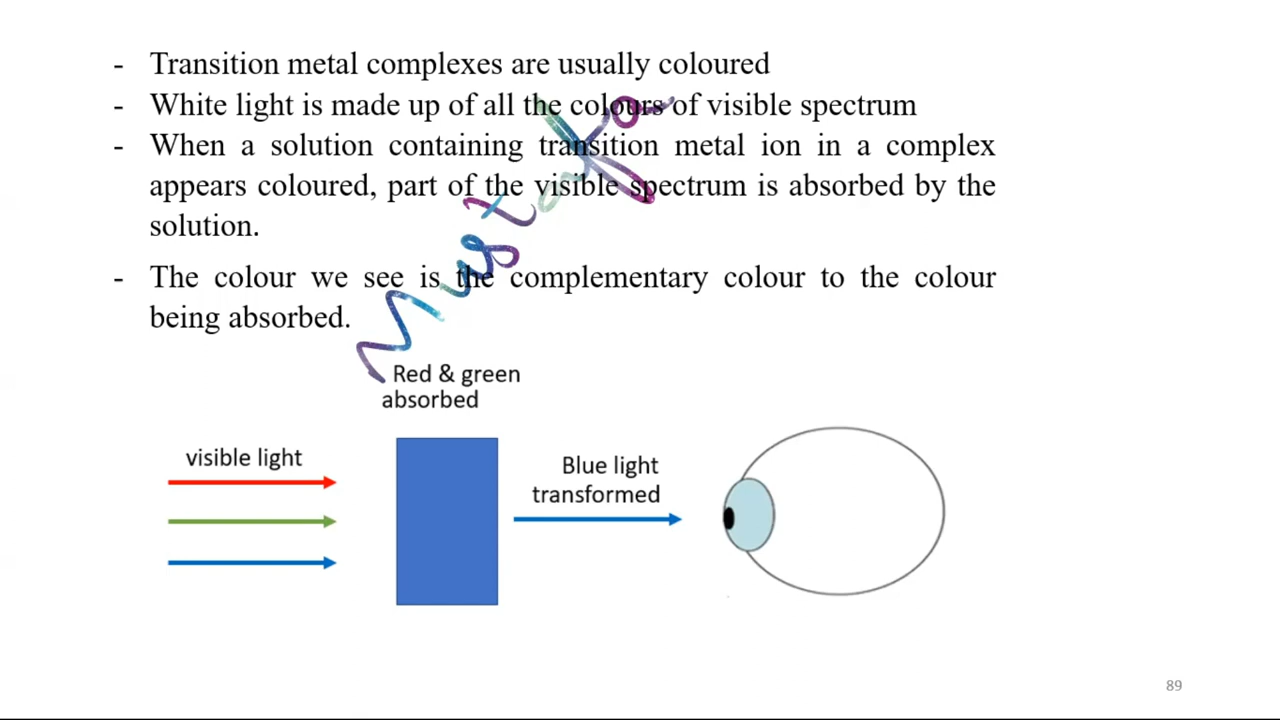 - Transition metal complexes are usually coloured
- White light is made up of all the colours of visible spectrum
- When a solution containing transition metal ion in a complex
appears coloured, part of the visible spectrum is absorbed by the
solution.
- The colour we see is the complementary colour to the colour
being absorbed.
Mustafa
Red & green
absorbed
visible light
Blue light
transformed
89